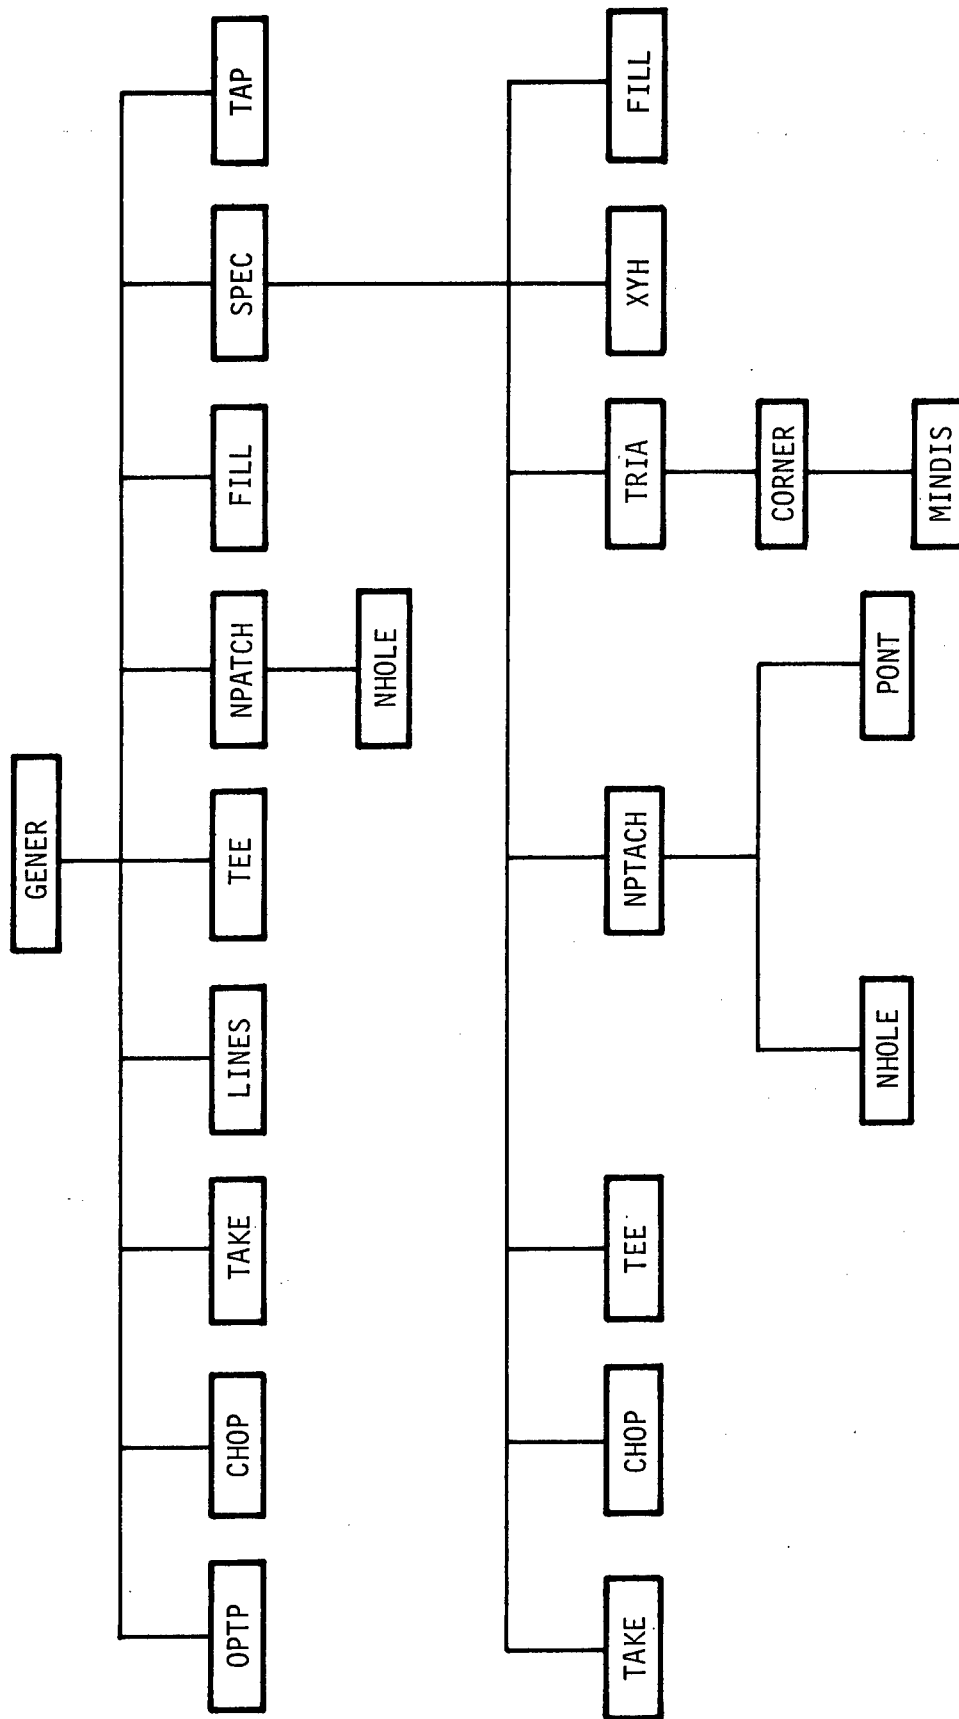 GENER
OPTP
CHOP
TAKE
LINES
TEE
NPATCH
FILL
SPEC
TAP
NHOLE
TAKE
CHOP
TEE
NPTACH
TRIA
XYH
FILL
CORNER
NHOLE
PONT
MINDIS